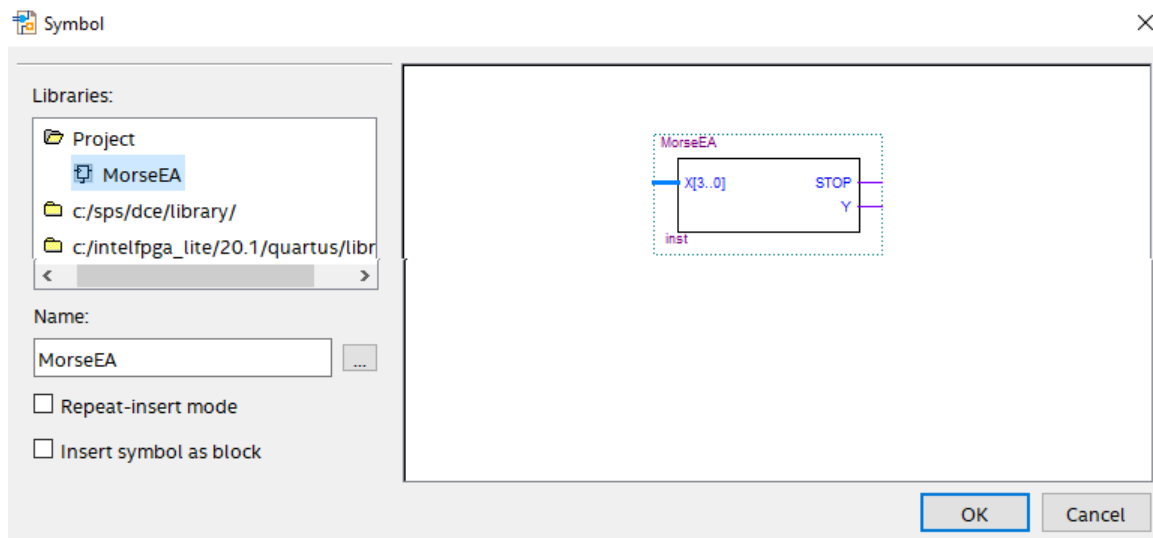 Symbol
Libraries:
Project
MorseEA
c:/sps/dce/library/
c:/intelfpga_lite/20.1/quartus/libr
Name:
MorseEA
...
Repeat-insert mode
Insert symbol as block
MorseEA
X[3..0] STOP
Y
inst
OK Cancel